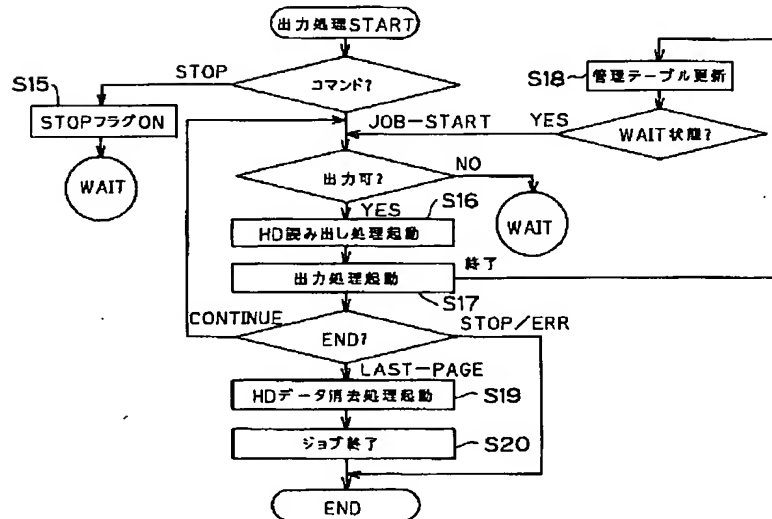 出力処理START
STOP
コマンド?
S15
STOPフラグON
WAIT
S18
管理テーブル更新
JOB-START
YES
WAIT状態?
出力可?
NO
WAIT
YES
S16
HD読み出し処理起動
出力処理起動
終了
S17
CONTINUE
END?
STOP/ERR
LAST-PAGE
HDデータ消去処理起動
S19
ジョブ終了
S20
END